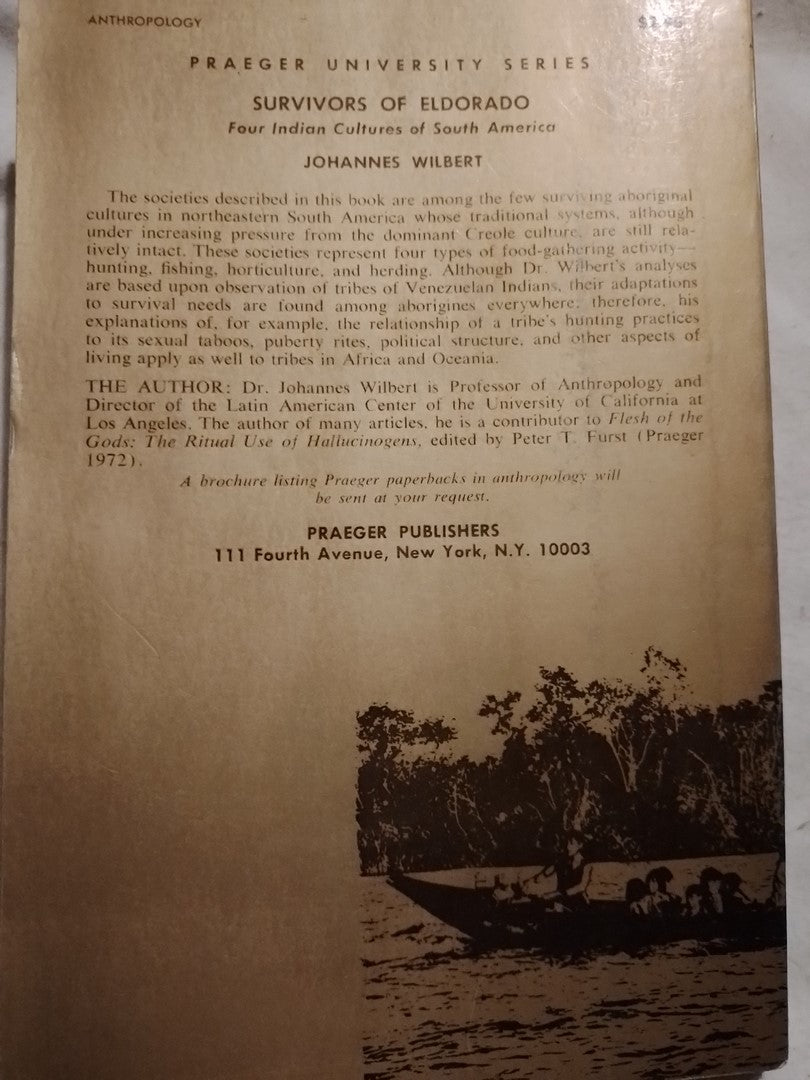 ANTHROPOLOGY
PRAEGER UNIVERSITY SERIES
SURVIVORS OF ELDORADO
Four Indian Cultures of South America
JOHANNES WILBERT
The societies described in this book are among the few surviving aboriginal
cultures in northeastern South America whose traditional systems, although
under increasing pressure from the dominant Creole culture, are still rela-
tively intact. These societies represent four types of food-gathering activity—
hunting, fishing, horticulture, and herding. Although Dr. Wilbert's analyses
are based upon observation of tribes of Venezuelan Indians, their adaptations
to survival needs are found among aborigines everywhere; therefore, his
explanations of, for example, the relationship of a tribe's hunting practices
to its sexual taboos, puberty rites, political structure, and other aspects of
living apply as well to tribes in Africa and Oceania.
THE AUTHOR: Dr. Johannes Wilbert is Professor of Anthropology and
Director of the Latin American Center of the University of California at
Los Angeles. The author of many articles, he is a contributor to Flesh of the
Gods: The Ritual Use of Hallucinogens, edited by Peter T. Furst (Praeger
1972).
A brochure listing Praeger paperbacks in anthropology will
be sent at your request.
PRAEGER PUBLISHERS
111 Fourth Avenue, New York, N.Y. 10003